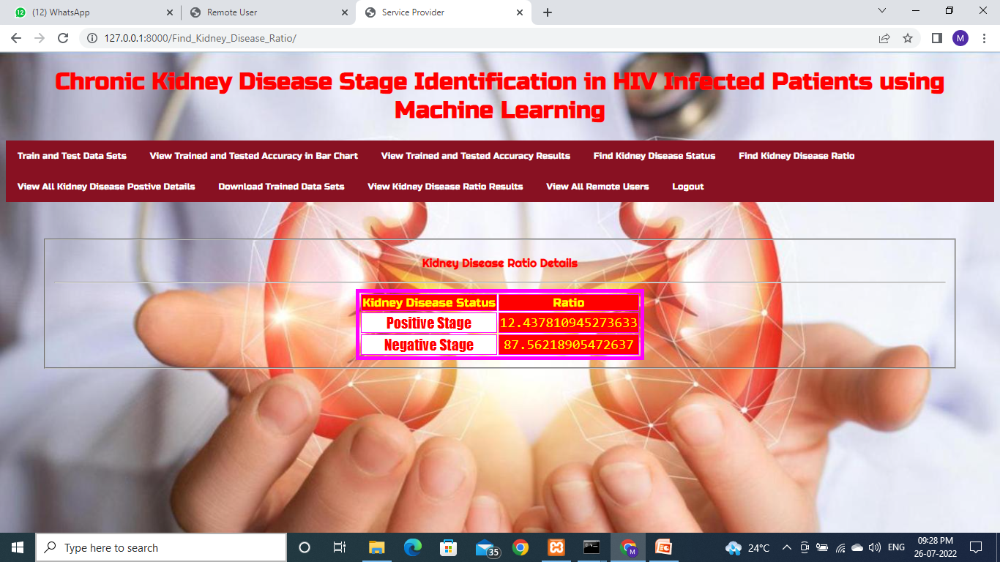 (12) WhatsApp
Remote User
Service Provider
127.0.0.1:8000/Find_Kidney_Disease_Ratio/
M
Chronic Kidney Disease Stage Identification in HIV Infected Patients using
Machine Learning
Train and Test Data Sets
View Trained and Tested Accuracy in Bar Chart
View Trained and Tested Accuracy Results
Find Kidney Disease Status
Find Kidney Disease Ratio
View All Kidney Disease Postive Details
Download Trained Data Sets
View Kidney Disease Ratio Results
View All Remote Users
Logout
Kidney Disease Ratio Details
Kidney Disease Status Ratio
Positive Stage 12.437810945273633
Negative Stage 87.56218905472637
Type here to search
35
M
24°C
ENG
09:28 PM
26-07-2022